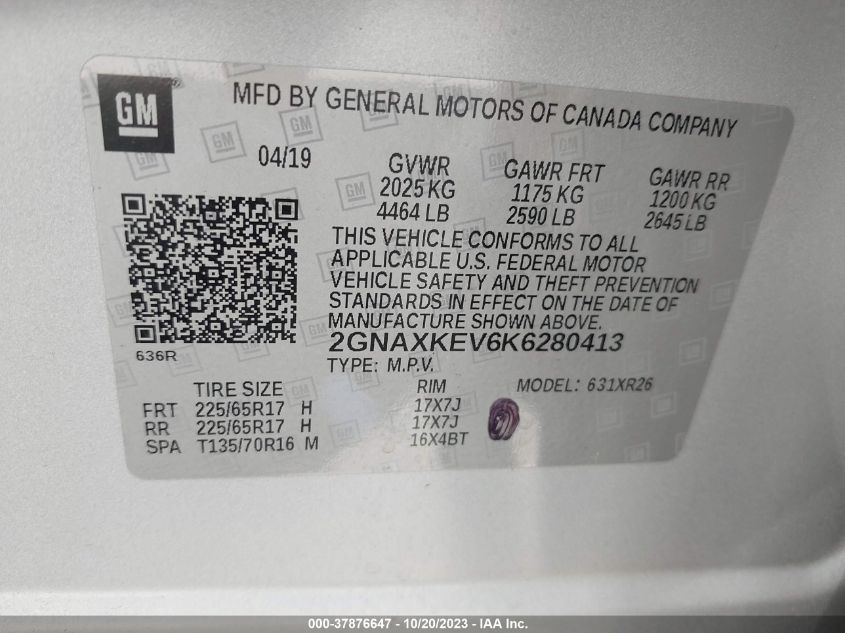 GM®
MFD BY GENERAL MOTORS OF CANADA COMPANY
04/19
GVWR GAWR FRT GAWR RR
2025 KG 1175 KG 1200 KG
4464 LB 2590 LB 2645 LB
THIS VEHICLE CONFORMS TO ALL
APPLICABLE U.S. FEDERAL MOTOR
VEHICLE SAFETY AND THEFT PREVENTION
STANDARDS IN EFFECT ON THE DATE OF
MANUFACTURE SHOWN ABOVE.
636R
2GNAXKEV6K6280413
TYPE: M.P.V.
TIRE SIZE RIM MODEL: 631XR26
FRT 225/65R17 H 17X7J
RR 225/65R17 H 17X7J
SPA T135/70R16 M 16X4BT
000-37876647 - 10/20/2023 - IAA Inc.